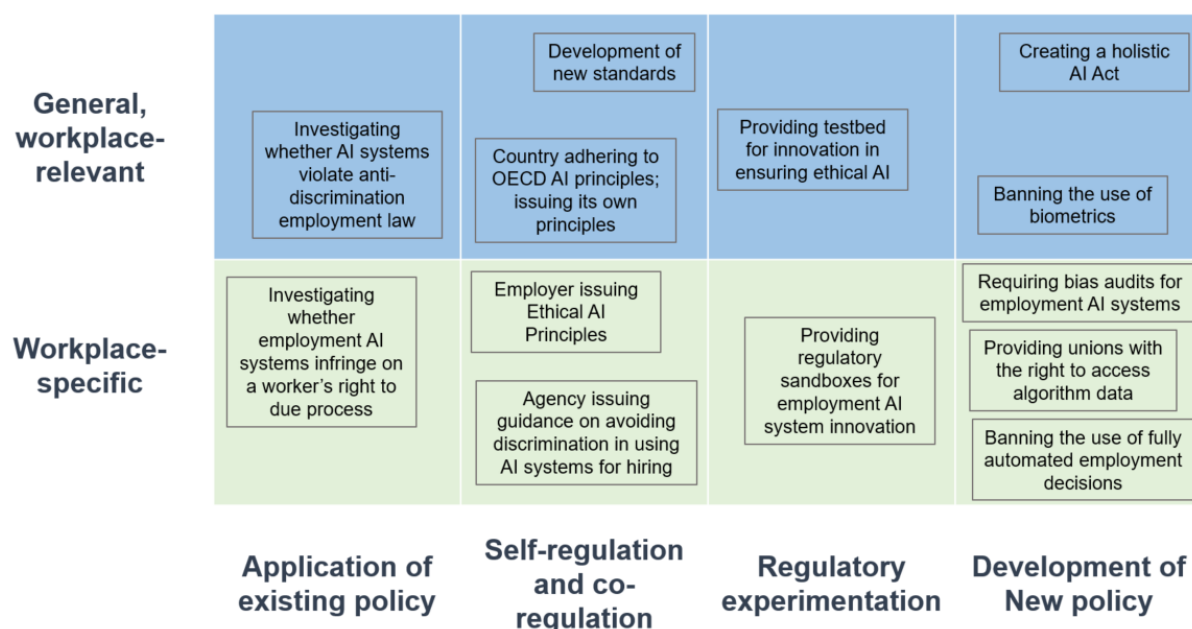 General,
workplace-
relevant
Investigating
whether AI systems
violate anti-
discrimination
employment law
Development of
new standards
Country adhering to
OECD AI principles;
issuing its own
principles
Providing testbed
for innovation in
ensuring ethical AI
Creating a holistic
AI Act
Banning the use of
biometrics
Workplace-
specific
Investigating
whether
employment AI
systems infringe on
a worker's right to
due process
Employer issuing
Ethical AI
Principles
Agency issuing
guidance on avoiding
discrimination in using
AI systems for hiring
Providing
regulatory
sandboxes for
employment AI
system innovation
Requiring bias audits for
employment AI systems
Providing unions with
the right to access
algorithm data
Banning the use of fully
automated employment
decisions
Application of
existing policy
Self-regulation
and co-
regulation
Regulatory
experimentation
Development of
New policy